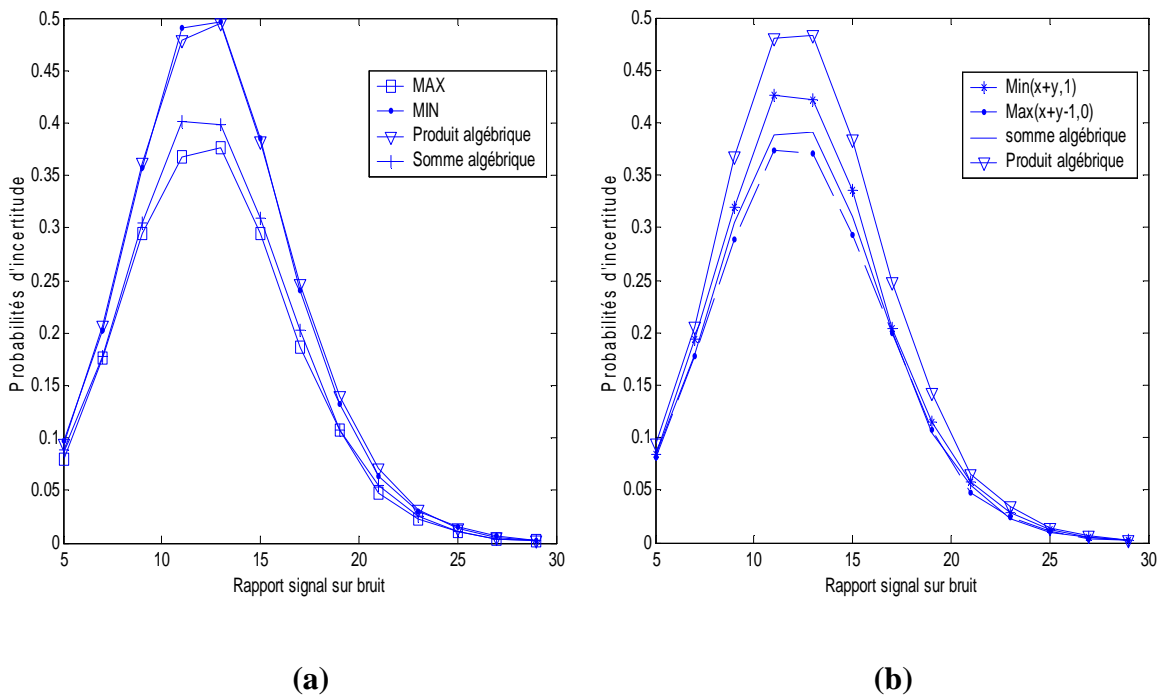 0.5
0.45
0.4
0.35
0.3
0.25
0.2
0.15
0.1
0.05
0
Probabilités d'incertitude
MAX
MIN
Produit algébrique
Somme algébrique
5
10
15
20
25
30
Rapport signal sur bruit
(a)
0.5
0.45
0.4
0.35
0.3
0.25
0.2
0.15
0.1
0.05
0
Probabilités d'incertitude
Min(x+y,1)
Max(x+y-1,0)
somme algébrique
Produit algébrique
5
10
15
20
25
30
Rapport signal sur bruit
(b)